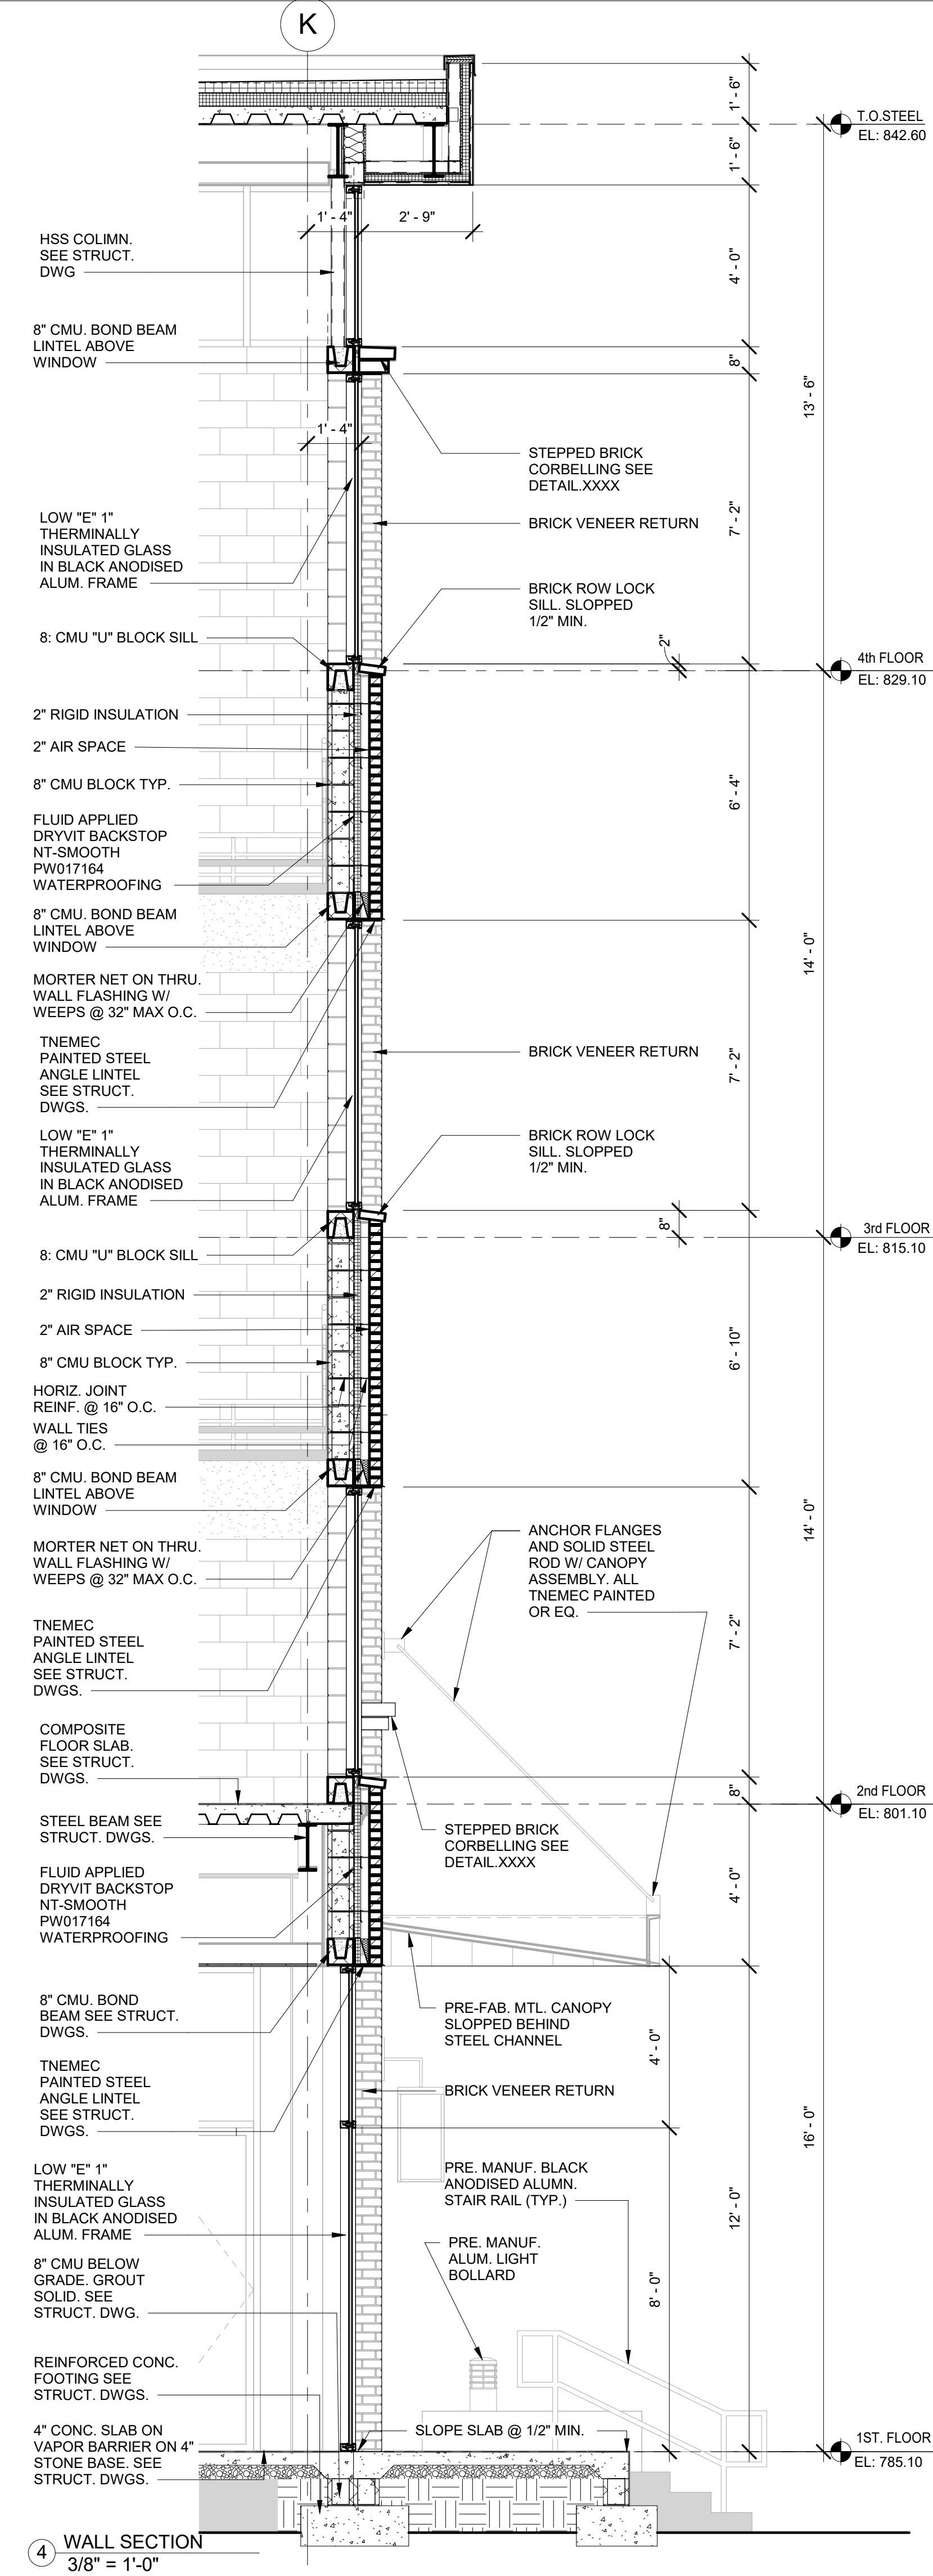 K
1' - 6"
T.O.STEEL
EL: 842.60
1' - 6"
1' - 4"
2' - 9"
HSS COLIMN.
SEE STRUCT.
DWG
4' - 0"
8" CMU. BOND BEAM
LINTEL ABOVE
WINDOW
8"
13' - 6"
1' - 4"
STEPPED BRICK
CORBELLING SEE
DETAIL.XXXX
LOW "E" 1"
THERMINALLY
INSULATED GLASS
IN BLACK ANODISED
ALUM. FRAME
BRICK VENEER RETURN
7' - 2"
BRICK ROW LOCK
SILL. SLOPPED
1/2" MIN.
8: CMU "U" BLOCK SILL
2"
4th FLOOR
EL: 829.10
2" RIGID INSULATION
2" AIR SPACE
8" CMU BLOCK TYP.
6' - 4"
FLUID APPLIED
DRYVIT BACKSTOP
NT-SMOOTH
PW017164
WATERPROOFING
8" CMU. BOND BEAM
LINTEL ABOVE
WINDOW
14' - 0"
MORTER NET ON THRU.
WALL FLASHING W/
WEEPS @ 32" MAX O.C.
TNEMEC
PAINTED STEEL
ANGLE LINTEL
SEE STRUCT.
DWGS.
BRICK VENEER RETURN
7' - 2"
LOW "E" 1"
THERMINALLY
INSULATED GLASS
IN BLACK ANODISED
ALUM. FRAME
BRICK ROW LOCK
SILL. SLOPPED
1/2" MIN.
8"
3rd FLOOR
EL: 815.10
8: CMU "U" BLOCK SILL
2" RIGID INSULATION
2" AIR SPACE
8" CMU BLOCK TYP.
6' - 10"
HORIZ. JOINT
REINF. @ 16" O.C.
WALL TIES
@ 16" O.C.
8" CMU. BOND BEAM
LINTEL ABOVE
WINDOW
14' - 0"
MORTER NET ON THRU.
WALL FLASHING W/
WEEPS @ 32" MAX O.C.
ANCHOR FLANGES
AND SOLID STEEL
ROD W/ CANOPY
ASSEMBLY. ALL
TNEMEC PAINTED
OR EQ.
7' - 2"
TNEMEC
PAINTED STEEL
ANGLE LINTEL
SEE STRUCT.
DWGS.
COMPOSITE
FLOOR SLAB.
SEE STRUCT.
DWGS.
8"
2nd FLOOR
EL: 801.10
STEEL BEAM SEE
STRUCT. DWGS.
STEPPED BRICK
CORBELLING SEE
DETAIL.XXXX
FLUID APPLIED
DRYVIT BACKSTOP
NT-SMOOTH
PW017164
WATERPROOFING
4' - 0"
8" CMU. BOND
BEAM SEE STRUCT.
DWGS.
PRE-FAB. MTL. CANOPY
SLOPPED BEHIND
STEEL CHANNEL
4' - 0"
TNEMEC
PAINTED STEEL
ANGLE LINTEL
SEE STRUCT.
DWGS.
BRICK VENEER RETURN
16' - 0"
LOW "E" 1"
THERMINALLY
INSULATED GLASS
IN BLACK ANODISED
ALUM. FRAME
PRE. MANUF. BLACK
ANODISED ALUMN.
STAIR RAIL (TYP.)
12' - 0"
8" CMU BELOW
GRADE. GROUT
SOLID. SEE
STRUCT. DWG.
PRE. MANUF.
ALUM. LIGHT
BOLLARD
8' - 0"
REINFORCED CONC.
FOOTING SEE
STRUCT. DWGS.
4" CONC. SLAB ON
VAPOR BARRIER ON 4"
STONE BASE. SEE
STRUCT. DWGS.
SLOPE SLAB @ 1/2" MIN.
1ST. FLOOR
EL: 785.10
4 WALL SECTION
3/8" = 1'-0"